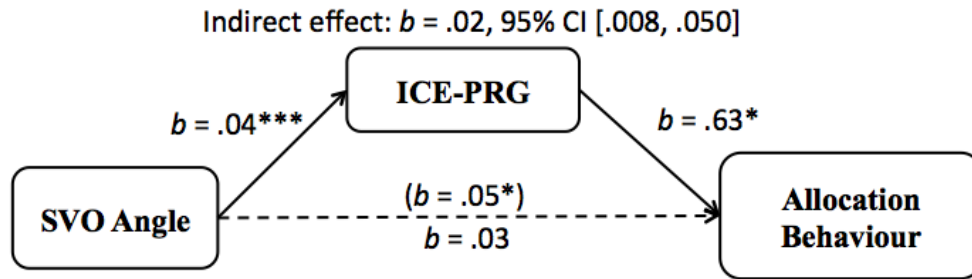 Indirect effect: b = .02, 95% CI [.008, .050]
ICE-PRG
b = .04***
b = .63*
SVO Angle
(b = .05*)
b = .03
Allocation
Behaviour